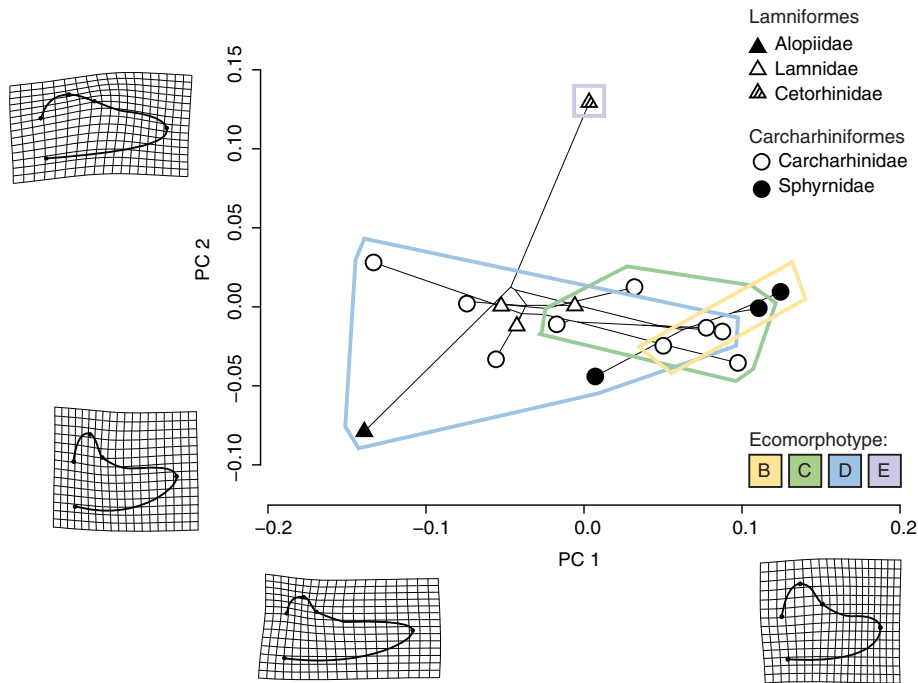 Lamniformes
Alopiidae
Lamnidae
Cetorhinidae
Carcharhiniformes
Carcharhinidae
Sphyrnidae
PC 2
0.15
0.10
0.05
0.00
−0.05
−0.10
Ecomorphotype:
B C D E
−0.2 −0.1 0.0 0.1 0.2
PC 1